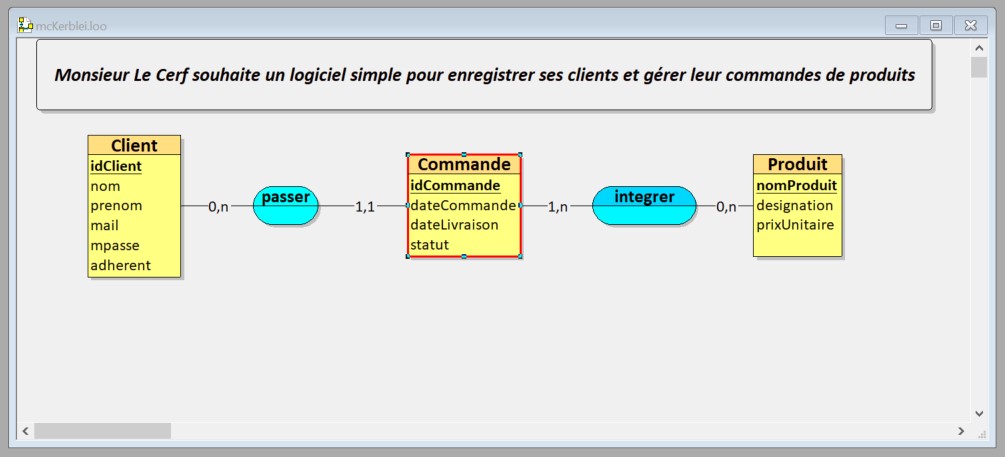 mcKerblei.loo
Monsieur Le Cerf souhaite un logiciel simple pour enregistrer ses clients et gérer leur commandes de produits
Client
idClient
nom
prenom
mail
mpasse
adherent
0,n
passer
1,1
Commande
idCommande
dateCommande
dateLivraison
statut
1,n
integrer
0,n
Produit
nomProduit
designation
prixUnitaire